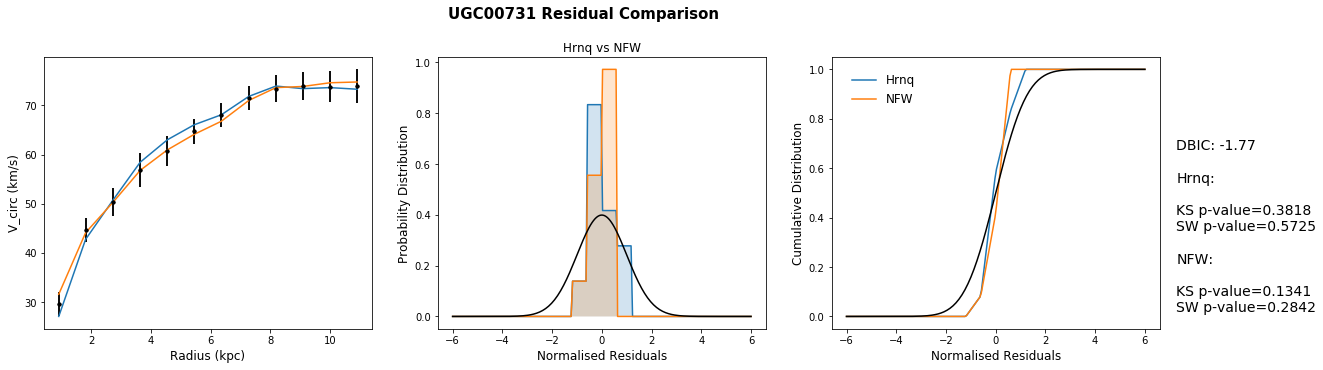 UGC00731 Residual Comparison
V_circ (km/s)
70
60
50
40
30
2 4 6 8 10
Radius (kpc)
Hrnq vs NFW
Probability Distribution
1.0
0.8
0.6
0.4
0.2
0.0
−6 −4 −2 0 2 4 6
Normalised Residuals
Cumulative Distribution
1.0
0.8
0.6
0.4
0.2
0.0
Hrnq
NFW
−6 −4 −2 0 2 4 6
Normalised Residuals
DBIC: -1.77
Hrnq:
KS p-value=0.3818
SW p-value=0.5725
NFW:
KS p-value=0.1341
SW p-value=0.2842